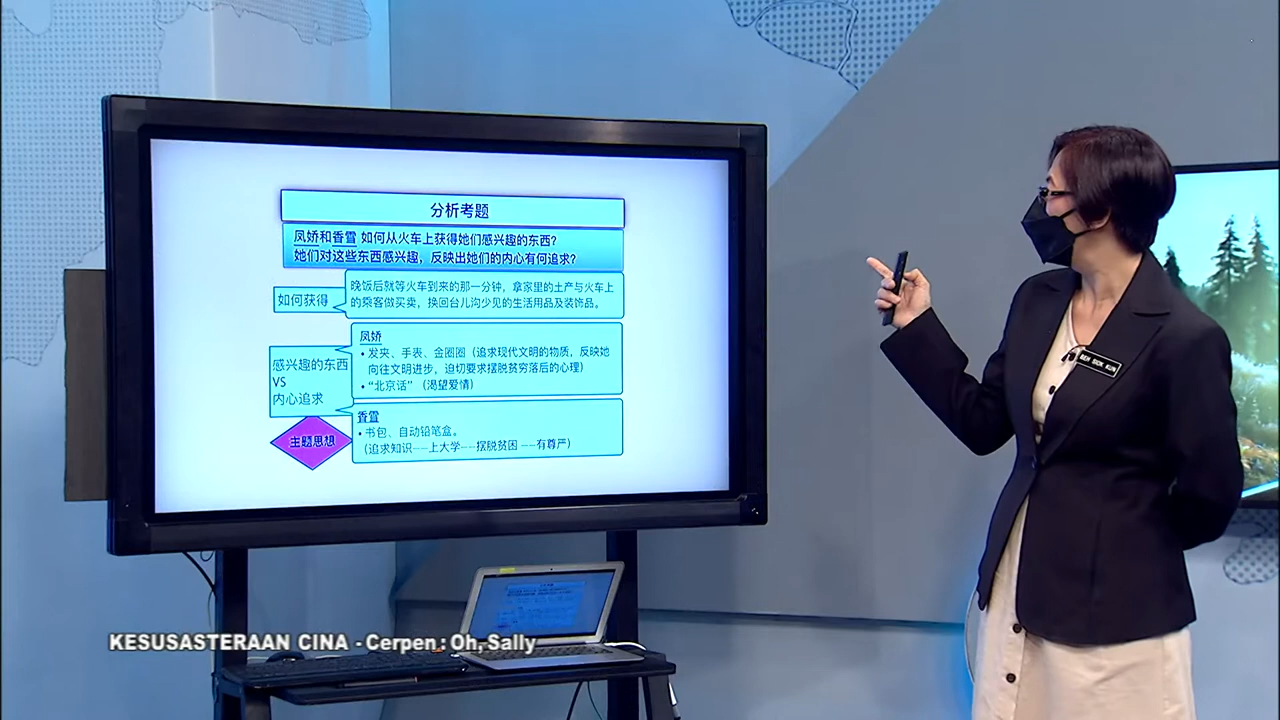 分析考题
凤娇和香雪 如何从火车上获得她们感兴趣的东西?
她们对这些东西感兴趣，反映出她们的内心有何追求?
如何获得
晚饭后就等火车到来的那一分钟，拿家里的土产与火车上
的乘客做买卖，换回台儿沟少见的生活用品及装饰品。
感兴趣的东西
VS
内心追求
凤娇
• 发夹、手表、金圈圈（追求现代文明的物质，反映她
向往文明进步，迫切要求摆脱贫穷落后的心理）
• “北京话”（渴望爱情）
主题思想
香雪
• 书包、自动铅笔盒。
（追求知识——上大学——摆脱贫困 ——有尊严）
BEH SIOK KUN
KESUSASTERAAN CINA - Cerpen : Oh, Sally